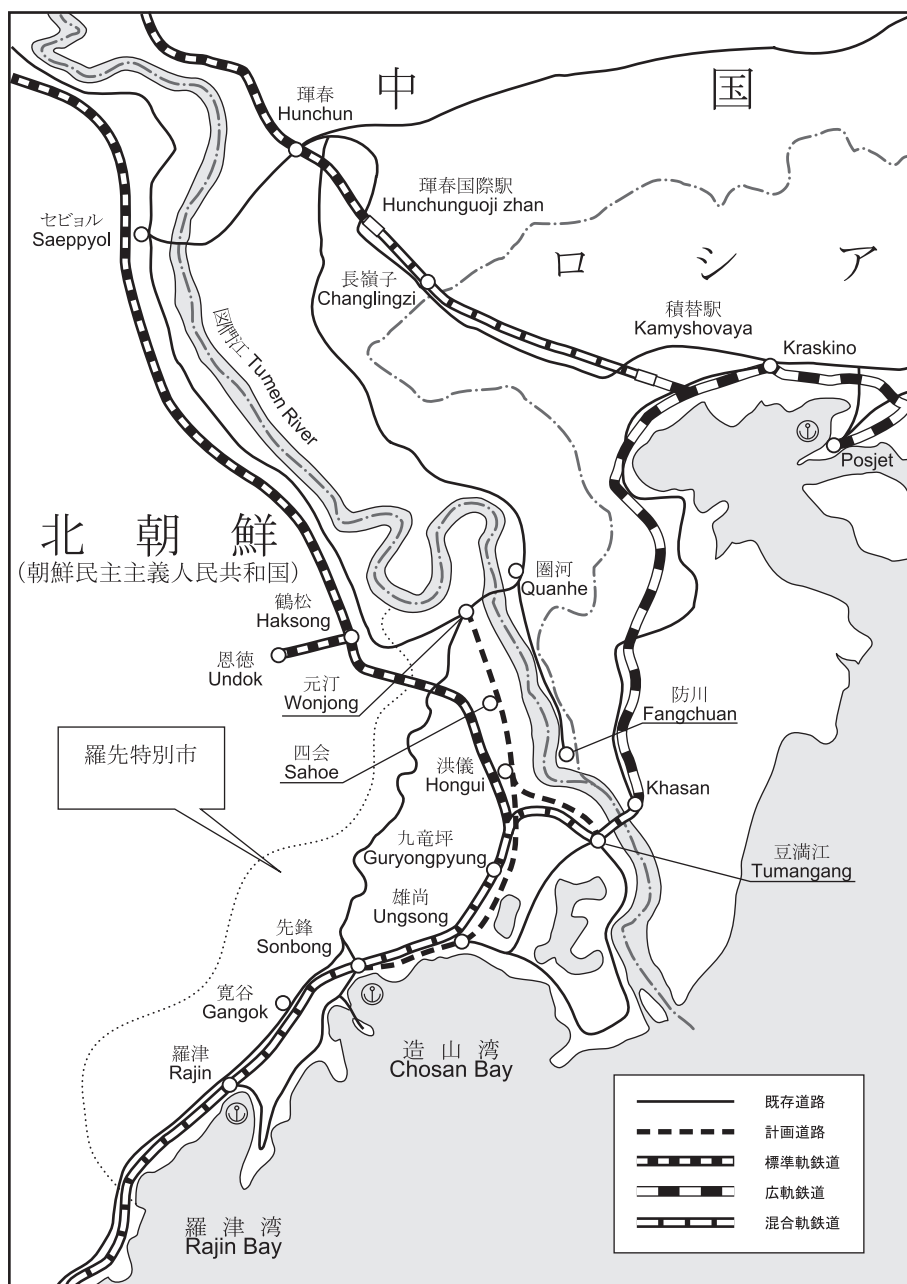 中国
琿春
Hunchun
琿春国際駅
Hunchunguoji zhan
セビョル
Saeppyol
ロシア
長嶺子
Changlingzi
積替駅
Kamyshovaya
Kraskino
図們江 Tumen River
Posjet
北朝鮮
(朝鮮民主主義人民共和国)
圏河
Quanhe
鶴松
Haksong
恩徳
Undok
元汀
Wonjong
防川
Fangchuan
羅先特別市
四会
Sahoe
洪儀
Hongui
Khasan
九竜坪
Guryongpyung
豆満江
Tumangang
雄尚
Ungsong
先鋒
Sonbong
寛谷
Gangok
造山湾
Chosan Bay
羅津
Rajin
羅津湾
Rajin Bay
既存道路
計画道路
標準軌鉄道
広軌鉄道
混合軌鉄道